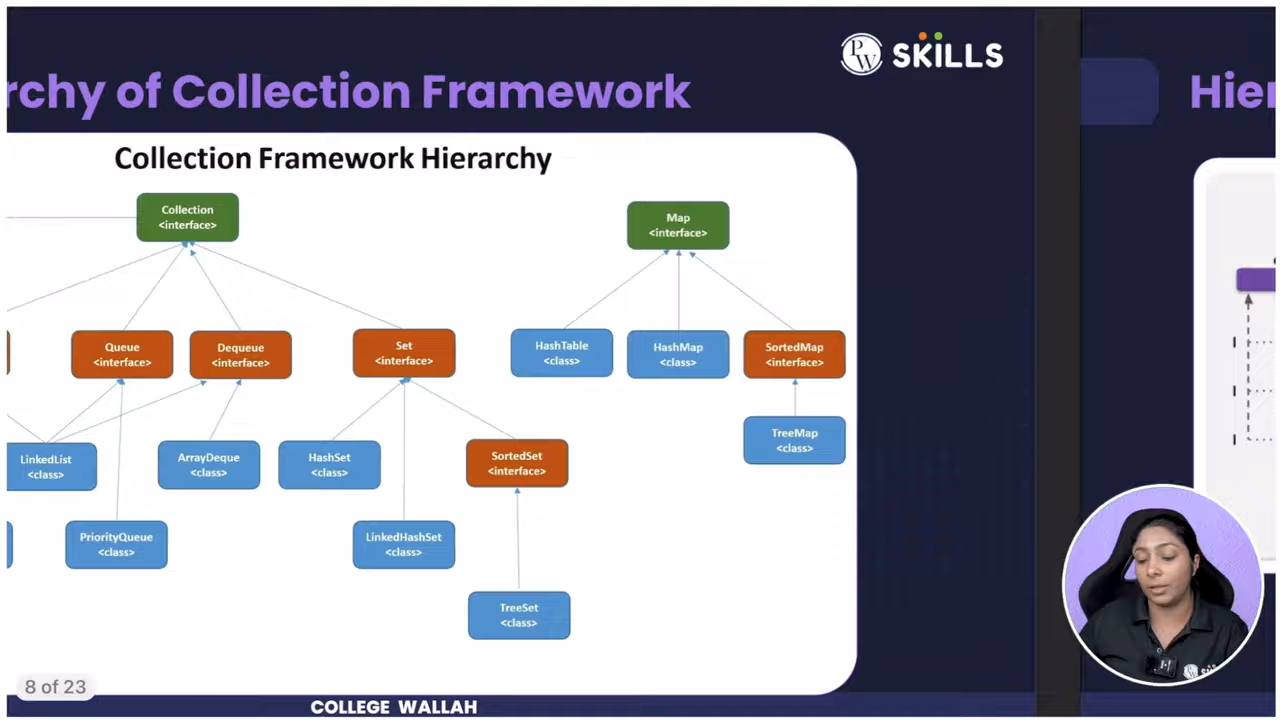 PW SKILLS
rchy of Collection Framework
Hier
Collection Framework Hierarchy
Collection
<interface>
Map
<interface>
Queue
<interface>
Dequeue
<interface>
Set
<interface>
HashTable
<class>
HashMap
<class>
SortedMap
<interface>
LinkedList
<class>
ArrayDeque
<class>
HashSet
<class>
SortedSet
<interface>
TreeMap
<class>
PriorityQueue
<class>
LinkedHashSet
<class>
TreeSet
<class>
8 of 23
COLLEGE WALLAH